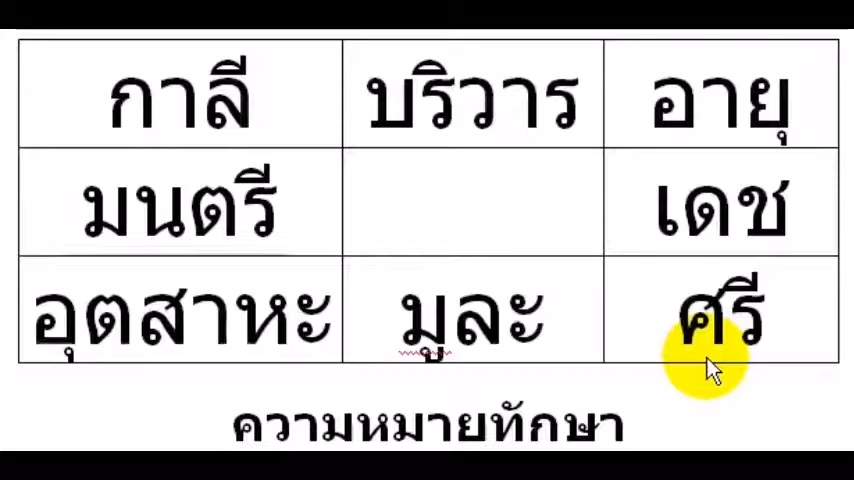 กาลี บริวาร อายุ
มนตรี เดช
อุตสาหะ มูละ ศรี
ความหมายทักษา